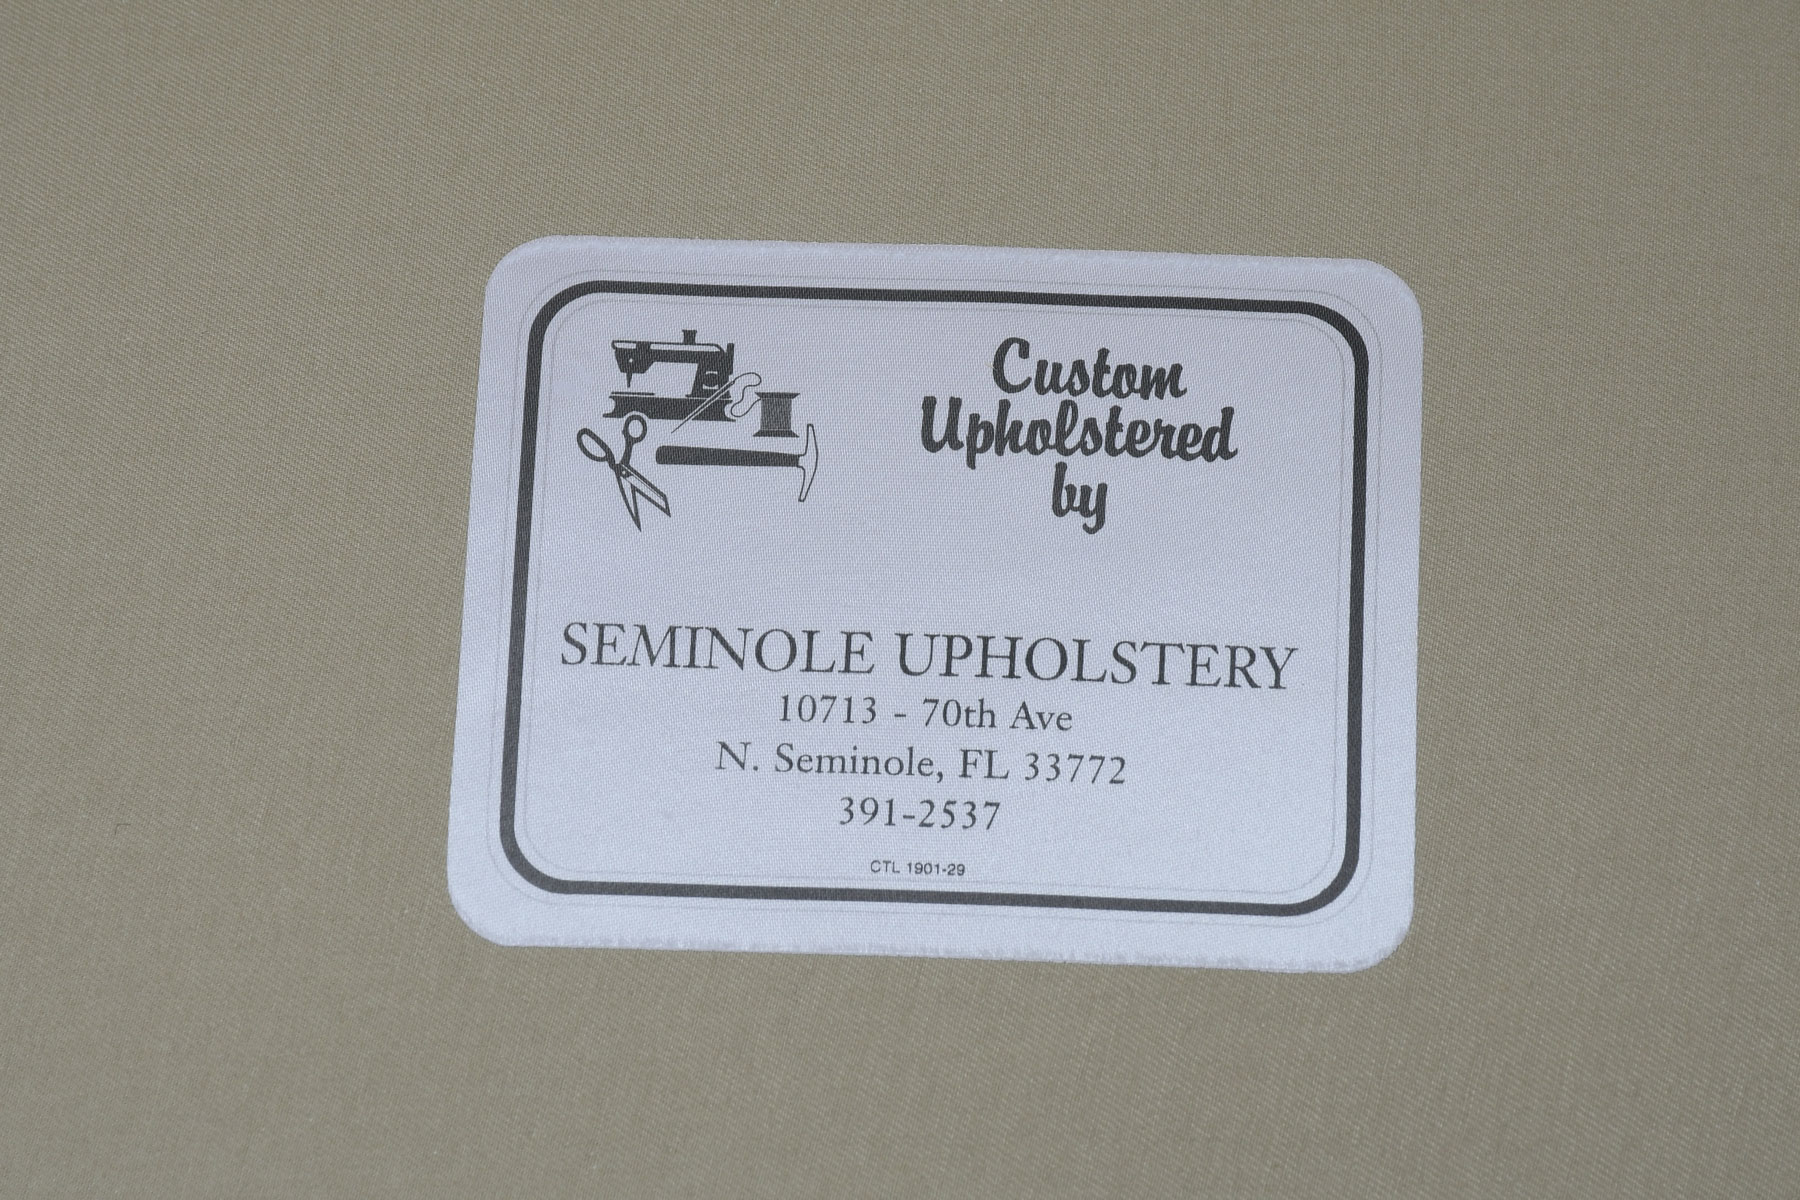 Custom
Upholstered
by
SEMINOLE UPHOLSTERY
10713 - 70th Ave
N. Seminole, FL 33772
391-2537
CTL 1901-29